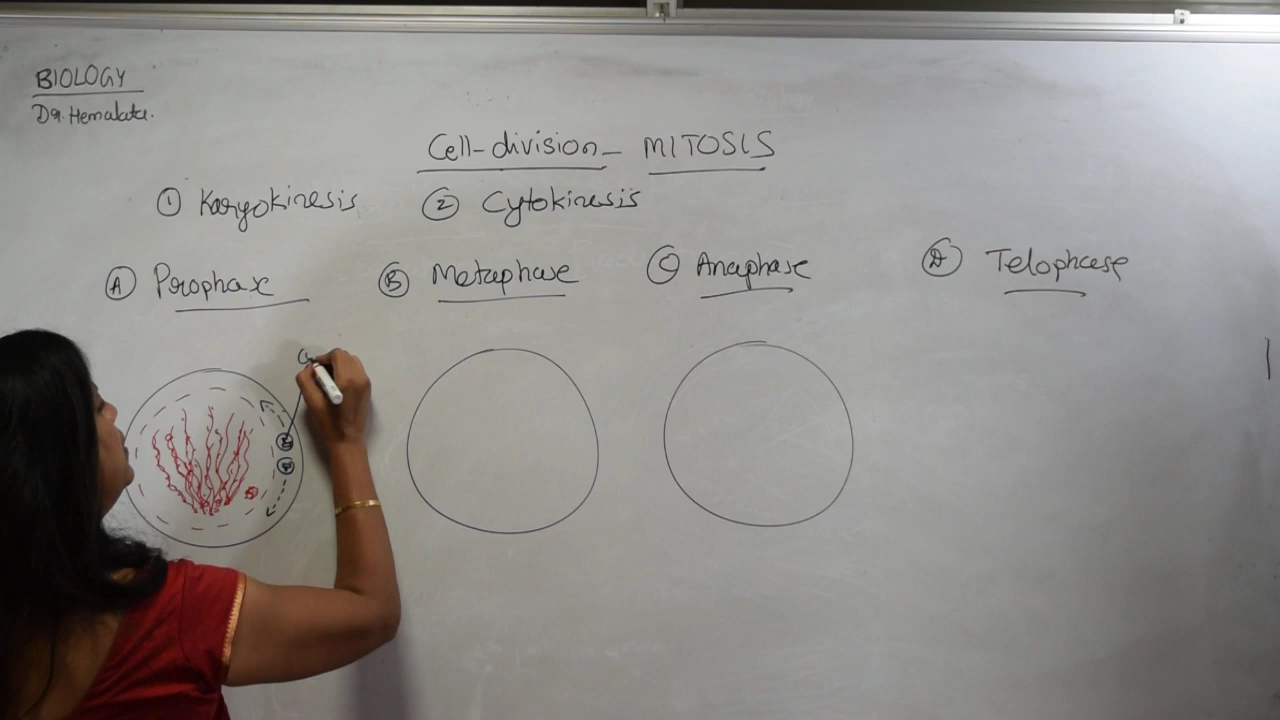 BIOLOGY
Dr. Hemalata.
Cell-division- MITOSIS
① Karyokinesis ② Cytokinesis
Ⓐ Prophase Ⓑ Metaphase Ⓒ Anaphase Ⓓ Telophase